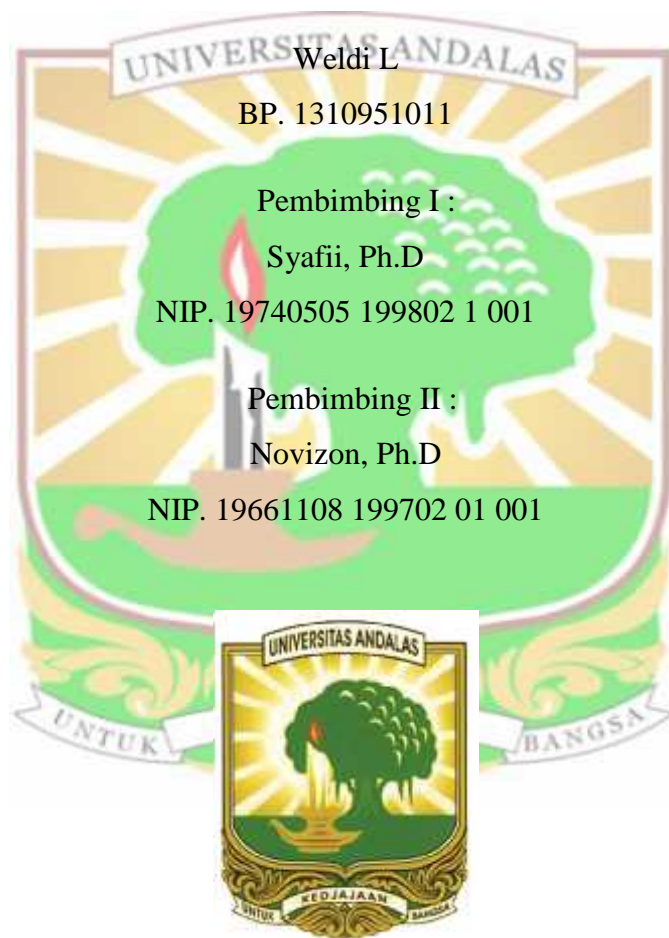 UNIVERSITAS ANDALAS
Weldi L
BP. 1310951011
Pembimbing I :
Syafii, Ph.D
NIP. 19740505 199802 1 001
Pembimbing II :
Novizon, Ph.D
NIP. 19661108 199702 01 001
UNIVERSITAS ANDALAS
UNTUK
BANGSA
UNTUK
KEDJAJAAN
BANGSA